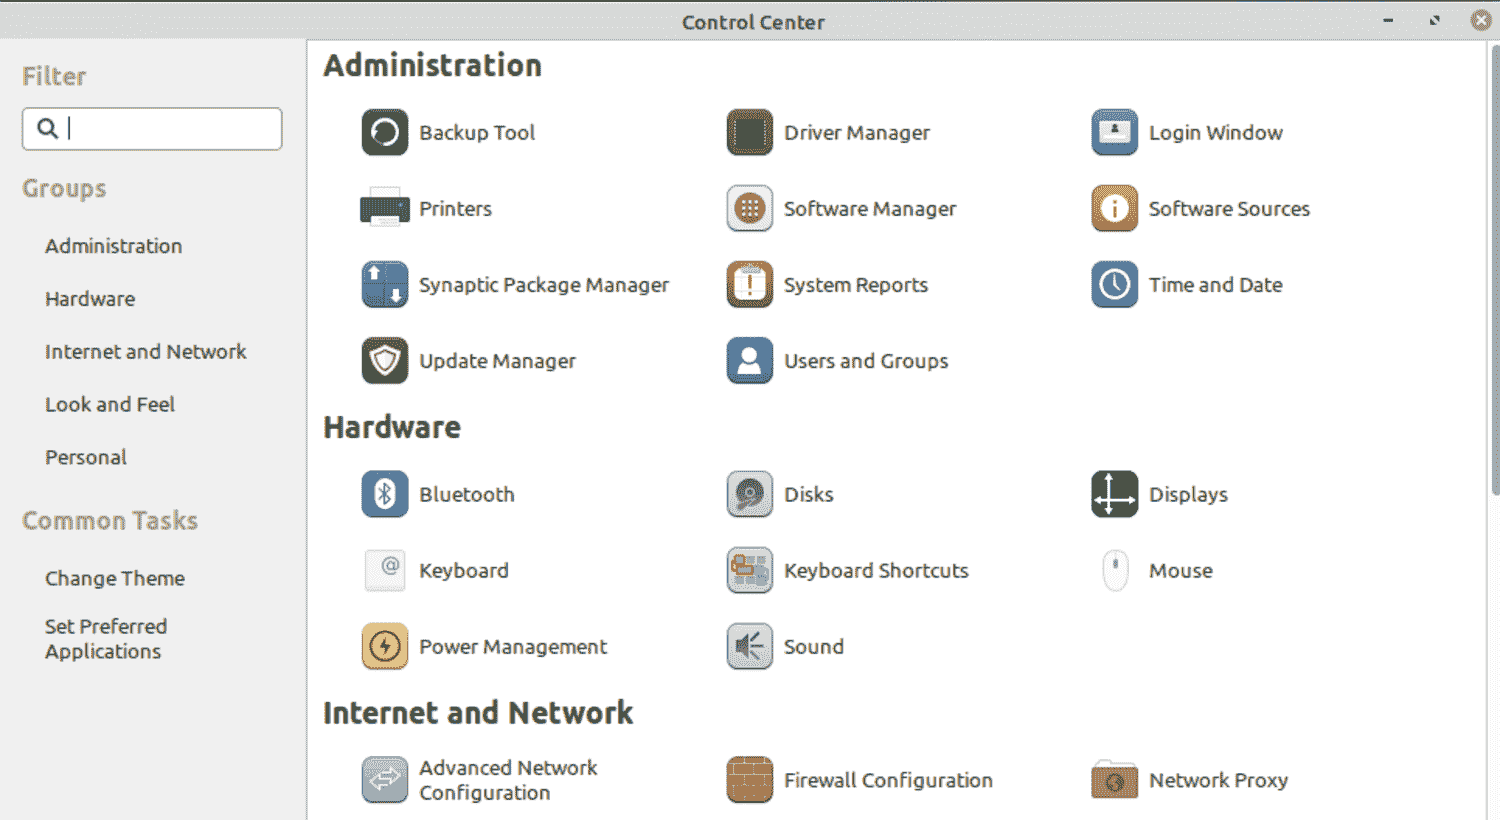 Control Center
Filter
Groups
Administration
Hardware
Internet and Network
Look and Feel
Personal
Common Tasks
Change Theme
Set Preferred
Applications
Administration
Backup Tool
Driver Manager
Login Window
Printers
Software Manager
Software Sources
Synaptic Package Manager
System Reports
Time and Date
Update Manager
Users and Groups
Hardware
Bluetooth
Disks
Displays
Keyboard
Keyboard Shortcuts
Mouse
Power Management
Sound
Internet and Network
Advanced Network
Configuration
Firewall Configuration
Network Proxy